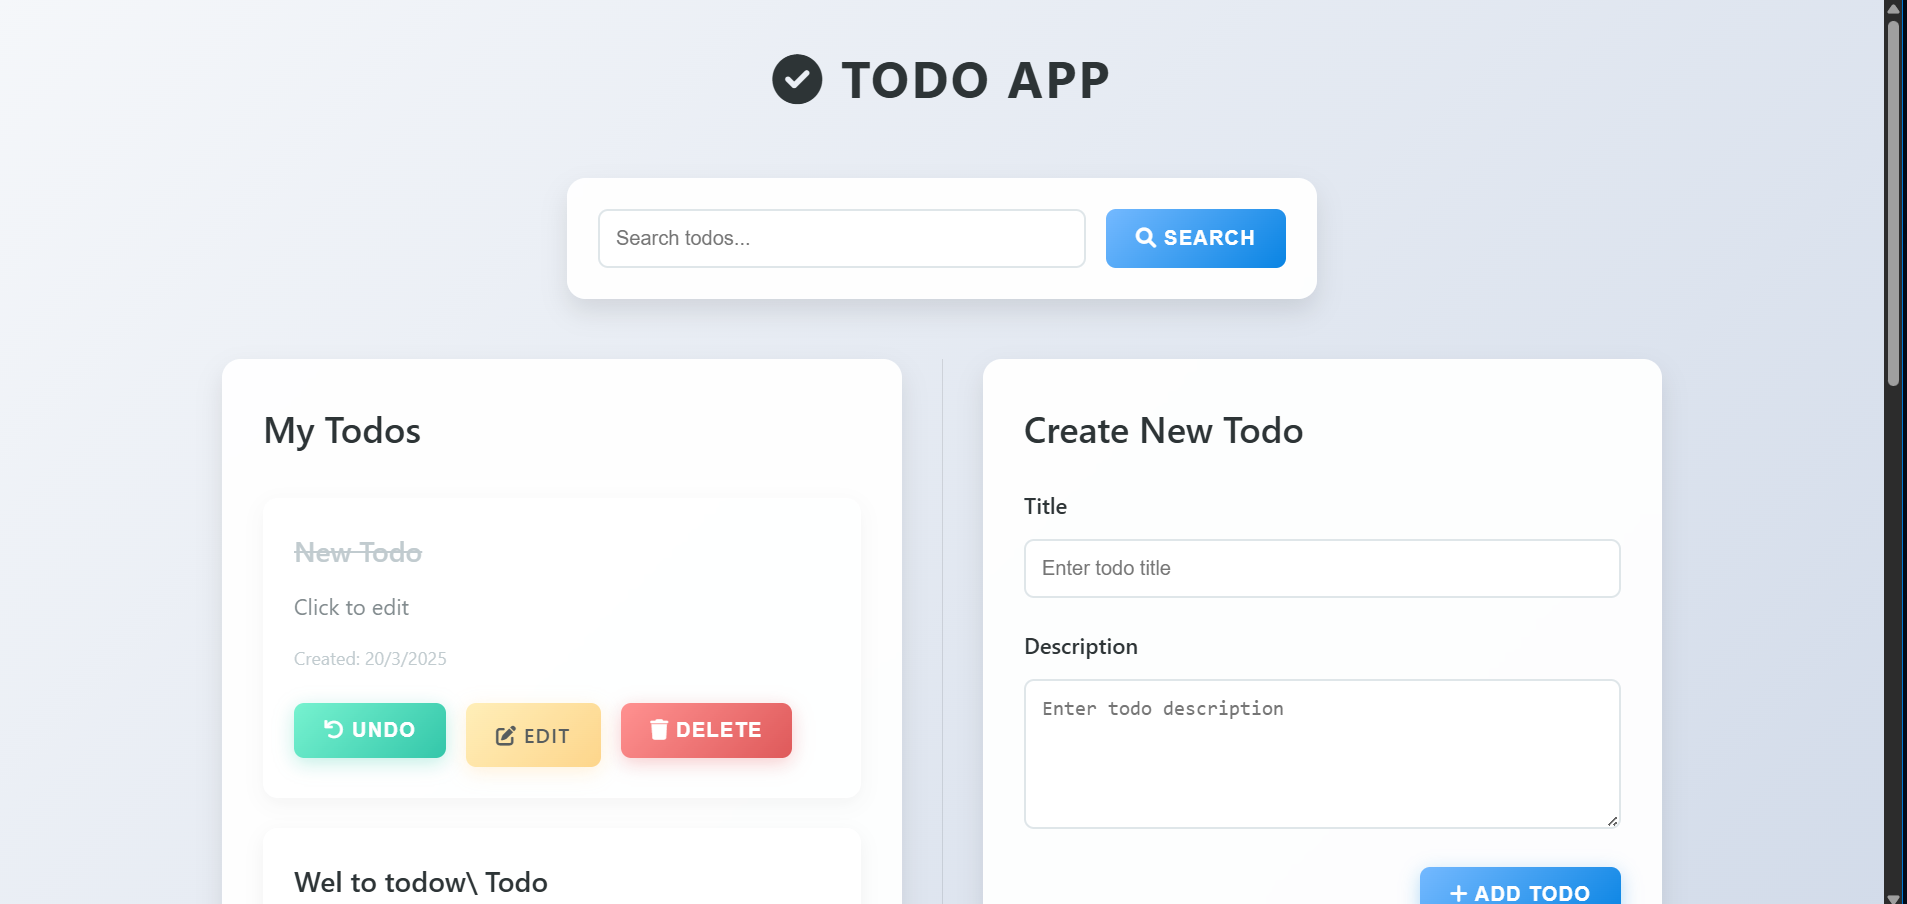 TODO APP
Search todos...
SEARCH
My Todos
New Todo
Click to edit
Created: 20/3/2025
UNDO
EDIT
DELETE
Wel to todow\ Todo
Create New Todo
Title
Enter todo title
Description
Enter todo description
+ ADD TODO